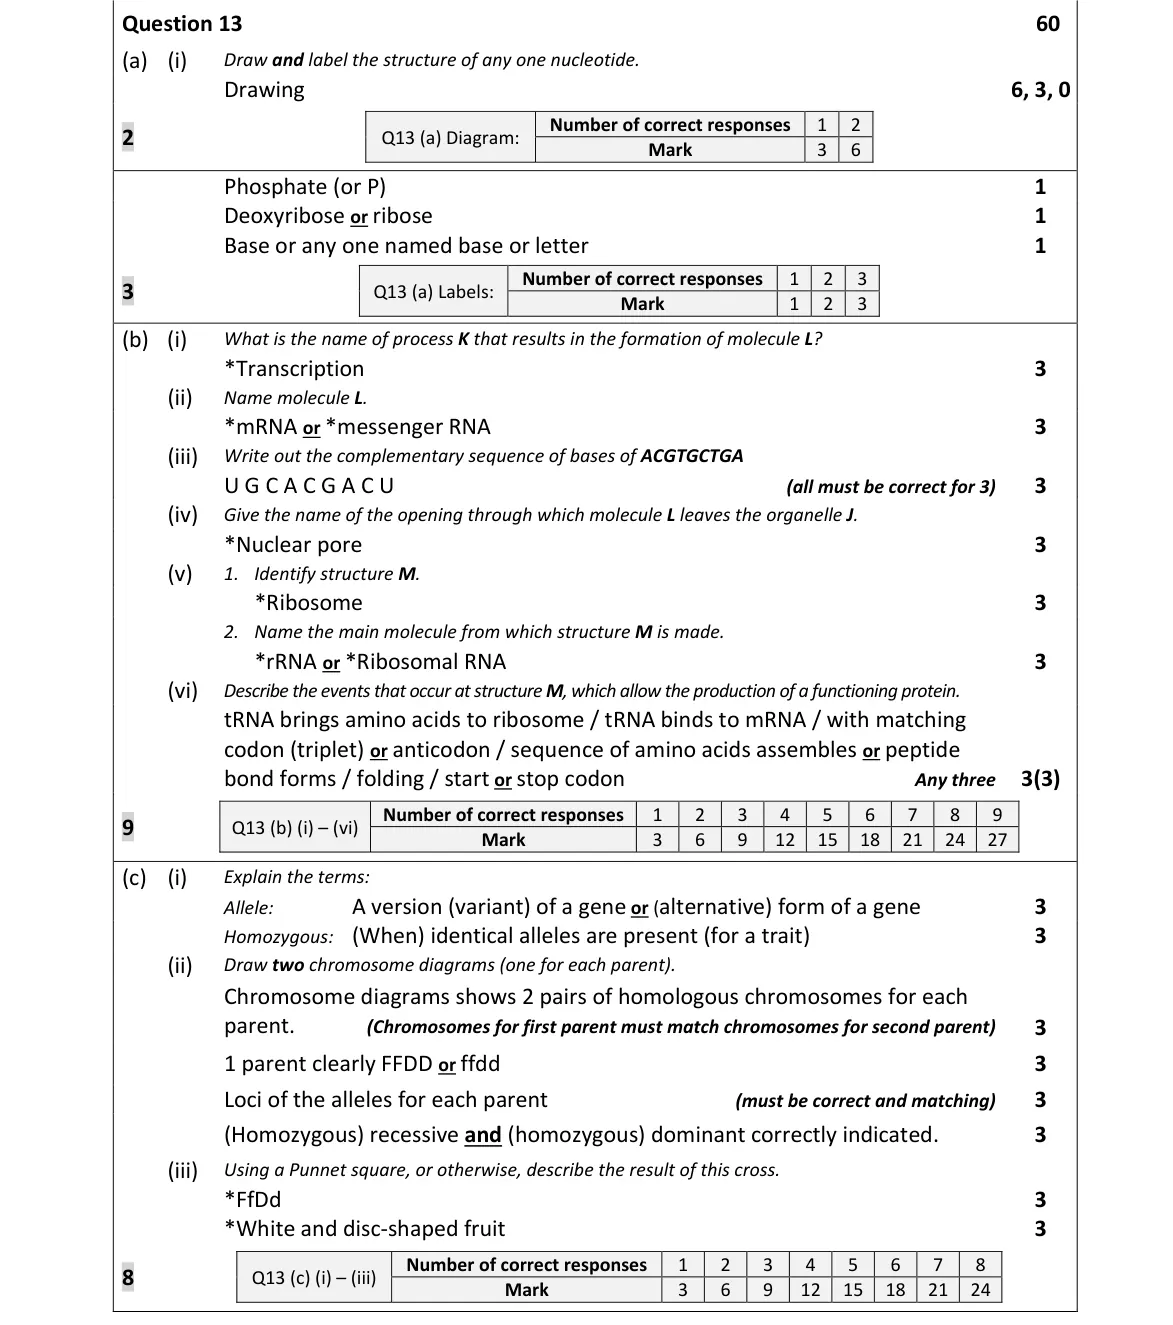 Question 13 60
(a) (i) Draw and label the structure of any one nucleotide.
Drawing 6, 3, 0
2 Q13 (a) Diagram: Number of correct responses 1 2
Mark 3 6
Phosphate (or P) 1
Deoxyribose or ribose 1
Base or any one named base or letter 1
3 Q13 (a) Labels: Number of correct responses 1 2 3
Mark 1 2 3
(b) (i) What is the name of process K that results in the formation of molecule L?
*Transcription 3
(ii) Name molecule L.
*mRNA or *messenger RNA 3
(iii) Write out the complementary sequence of bases of ACGTGCTGA
U G C A C G A C U (all must be correct for 3) 3
(iv) Give the name of the opening through which molecule L leaves the organelle J.
*Nuclear pore 3
(v) 1. Identify structure M.
*Ribosome 3
2. Name the main molecule from which structure M is made.
*rRNA or *Ribosomal RNA 3
(vi) Describe the events that occur at structure M, which allow the production of a functioning protein.
tRNA brings amino acids to ribosome / tRNA binds to mRNA / with matching
codon (triplet) or anticodon / sequence of amino acids assembles or peptide
bond forms / folding / start or stop codon Any three 3(3)
9 Q13 (b) (i) – (vi) Number of correct responses 1 2 3 4 5 6 7 8 9
Mark 3 6 9 12 15 18 21 24 27
(c) (i) Explain the terms:
Allele: A version (variant) of a gene or (alternative) form of a gene 3
Homozygous: (When) identical alleles are present (for a trait) 3
(ii) Draw two chromosome diagrams (one for each parent).
Chromosome diagrams shows 2 pairs of homologous chromosomes for each
parent. (Chromosomes for first parent must match chromosomes for second parent) 3
1 parent clearly FFDD or ffdd 3
Loci of the alleles for each parent (must be correct and matching) 3
(Homozygous) recessive and (homozygous) dominant correctly indicated. 3
(iii) Using a Punnet square, or otherwise, describe the result of this cross.
*FfDd 3
*White and disc-shaped fruit 3
8 Q13 (c) (i) – (iii) Number of correct responses 1 2 3 4 5 6 7 8
Mark 3 6 9 12 15 18 21 24